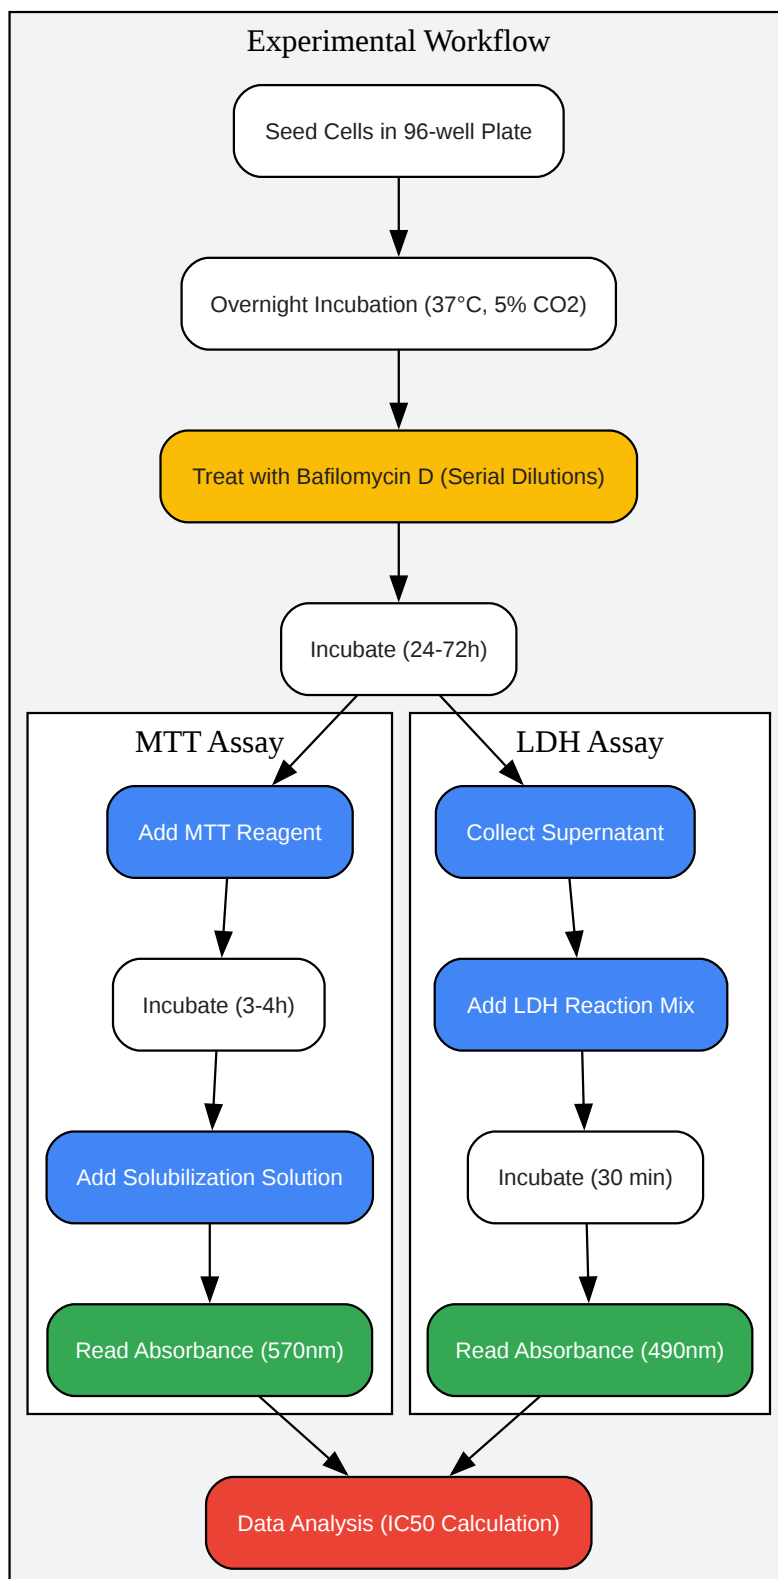 Experimental Workflow
Seed Cells in 96-well Plate
Overnight Incubation (37°C, 5% CO2)
Treat with Bafilomycin D (Serial Dilutions)
Incubate (24-72h)
MTT Assay
Add MTT Reagent
Incubate (3-4h)
Add Solubilization Solution
Read Absorbance (570nm)
LDH Assay
Collect Supernatant
Add LDH Reaction Mix
Incubate (30 min)
Read Absorbance (490nm)
Data Analysis (IC50 Calculation)